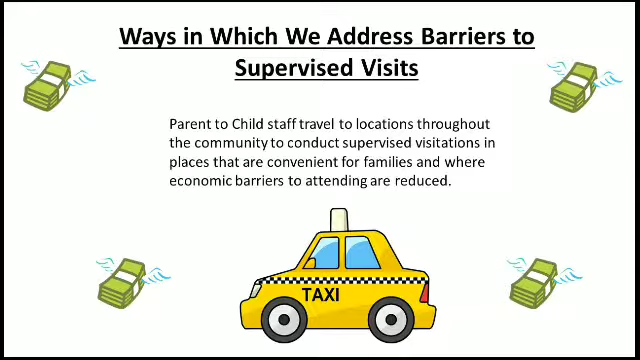 Ways in Which We Address Barriers to
Supervised Visits
Parent to Child staff travel to locations throughout
the community to conduct supervised visitations in
places that are convenient for families and where
economic barriers to attending are reduced.
TAXI